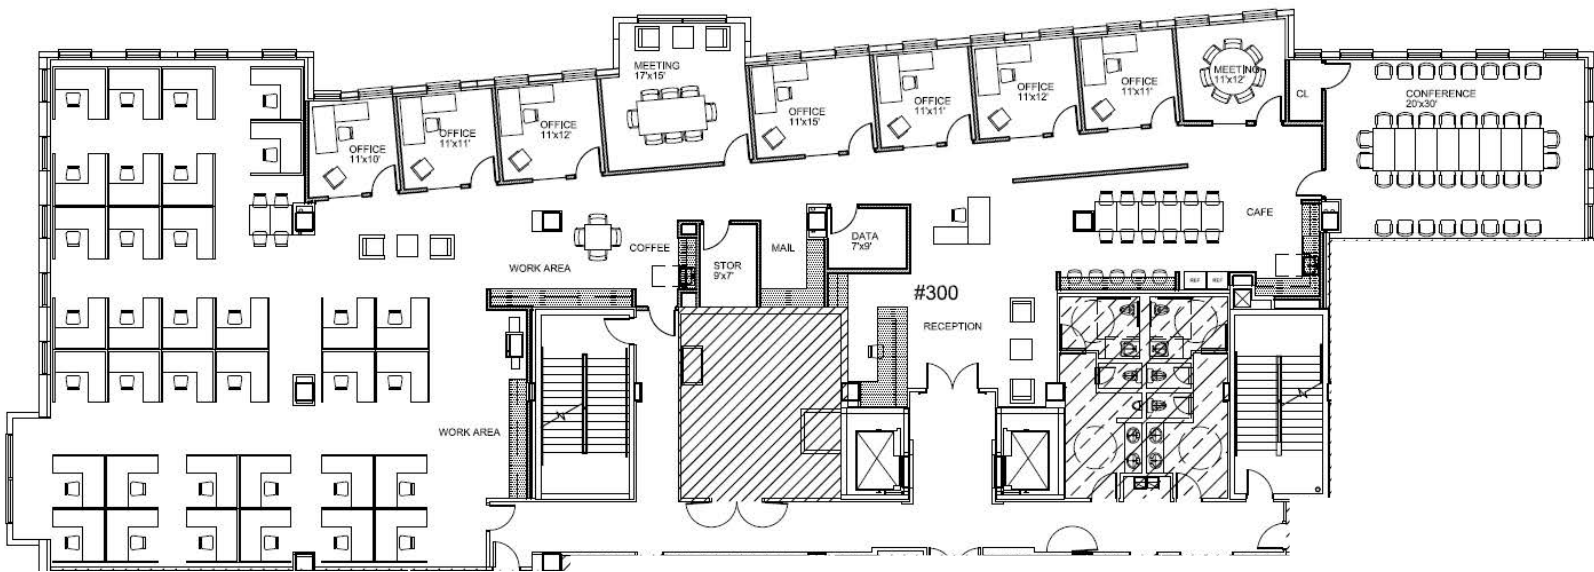 MEETING
17'x15'
OFFICE
11'x10'
OFFICE
11'x11'
OFFICE
11'x12'
OFFICE
11'x15'
OFFICE
11'x11'
OFFICE
11'x12'
OFFICE
11'x11'
MEETING
11'x12'
CL
CONFERENCE
20'x30'
CAFE
COFFEE
WORK AREA
STOR
9'x7'
MAIL
DATA
7'x9'
#300
RECEPTION
REF
REF
WORK AREA